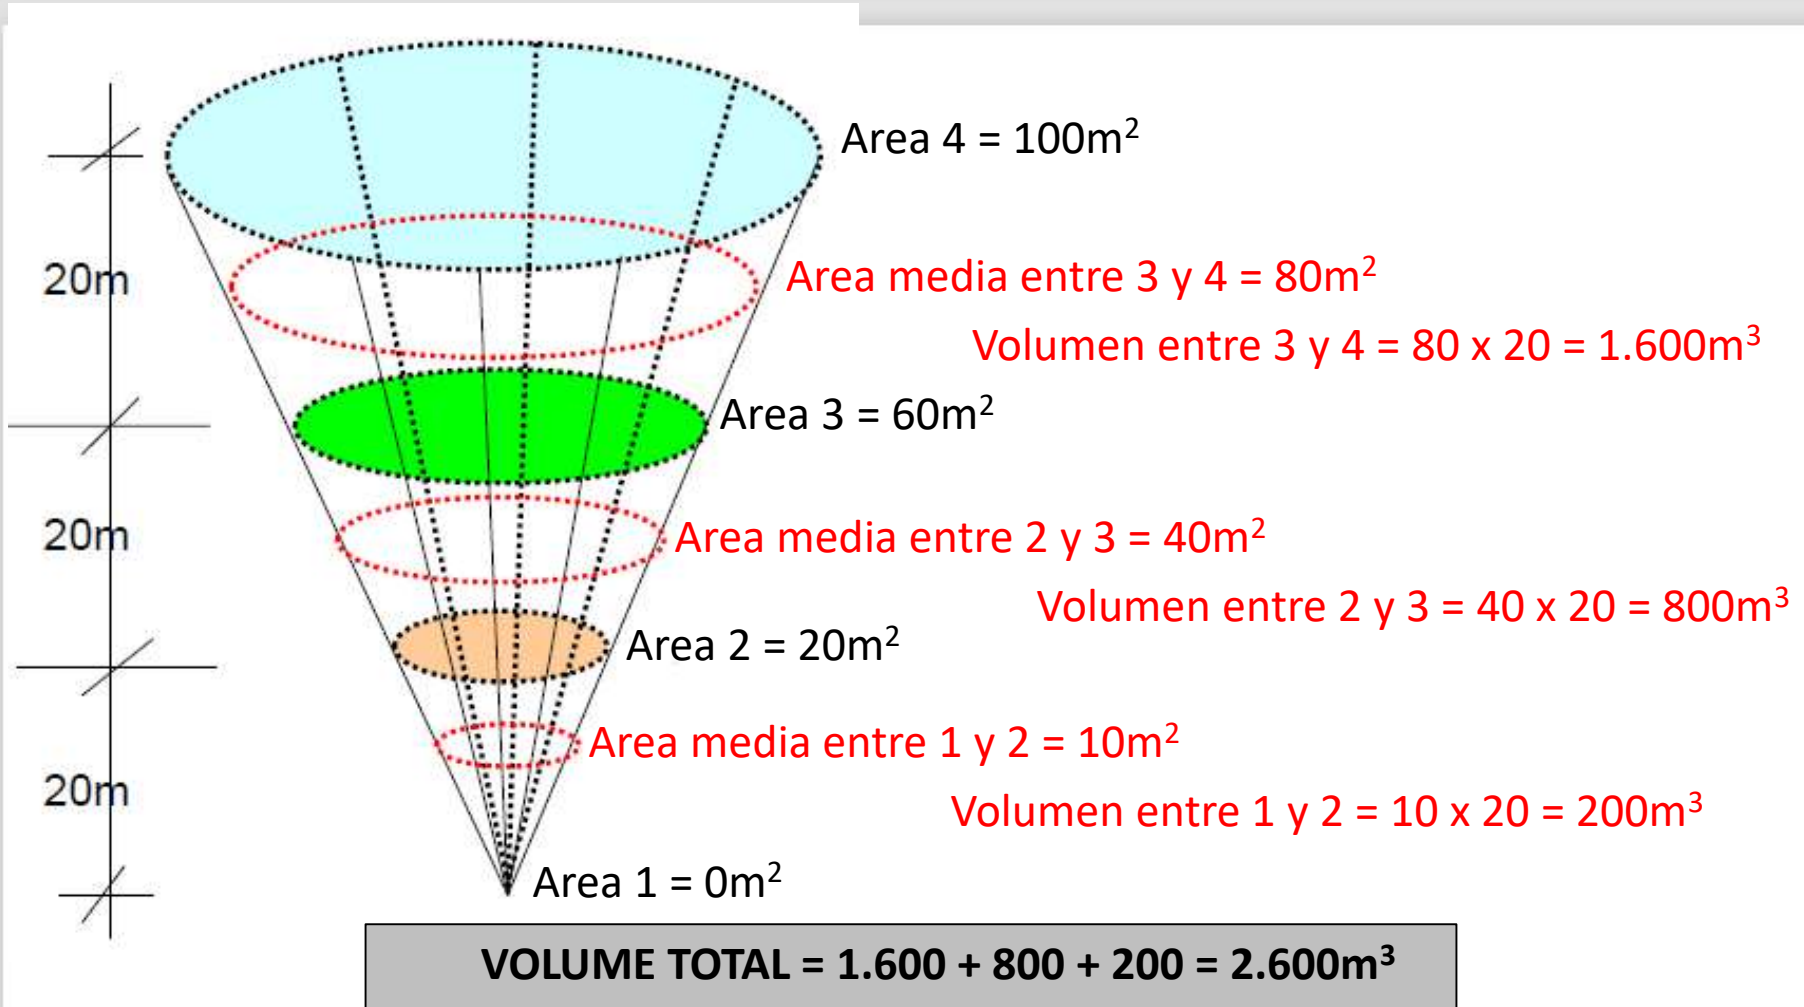 Area 4 = 100m²
20m
Area media entre 3 y 4 = 80m²
Volumen entre 3 y 4 = 80 x 20 = 1.600m³
Area 3 = 60m²
20m
Area media entre 2 y 3 = 40m²
Volumen entre 2 y 3 = 40 x 20 = 800m³
Area 2 = 20m²
Area media entre 1 y 2 = 10m²
20m
Volumen entre 1 y 2 = 10 x 20 = 200m³
Area 1 = 0m²
VOLUME TOTAL = 1.600 + 800 + 200 = 2.600m³